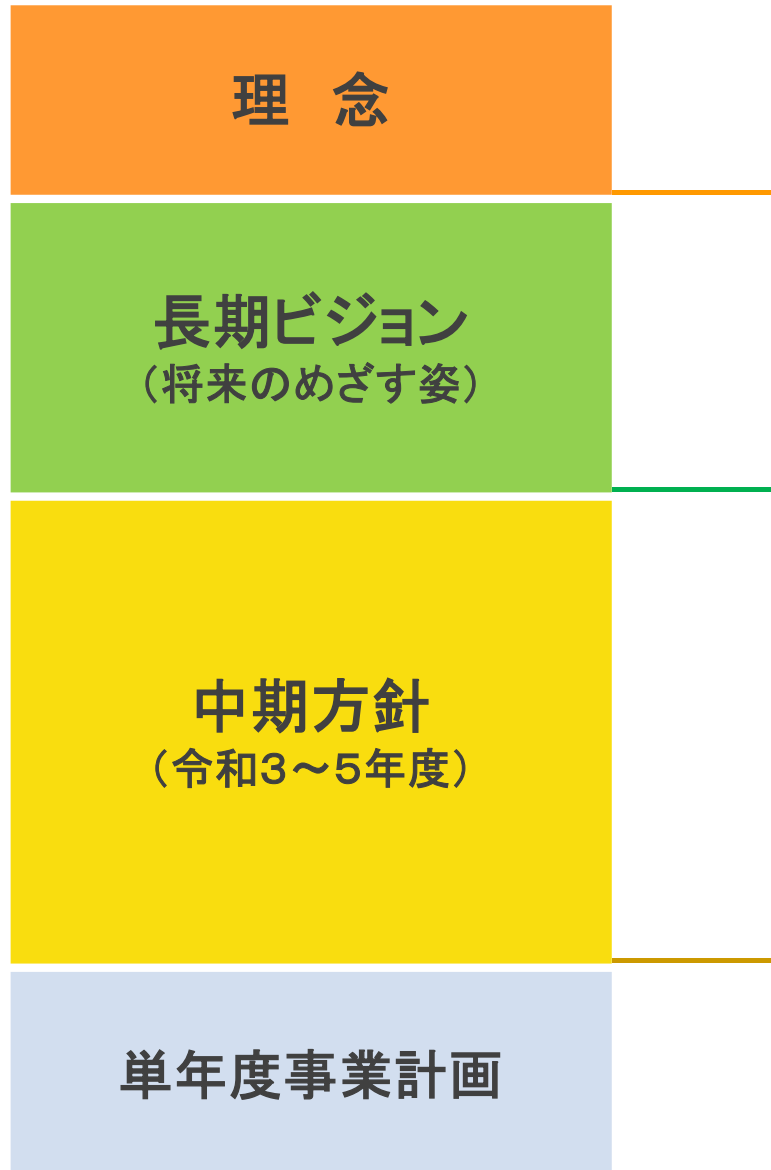 理　念
長期ビジョン
（将来のめざす姿）
中期方針
（令和３～５年度）
単年度事業計画